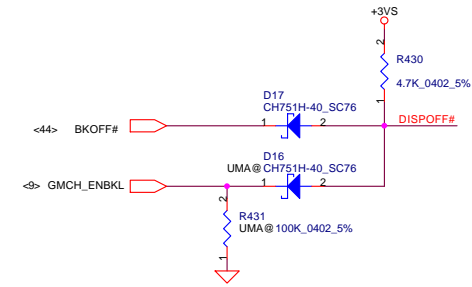 +3VS
2
R430
4.7K_0402_5%
1
D17
CH751H-40_SC76
DISPOFF#
<44> BKOFF# 1 2
D16
UMA@ CH751H-40_SC76
<9> GMCH_ENBKL 1 2
2
R431
UMA@ 100K_0402_5%
1